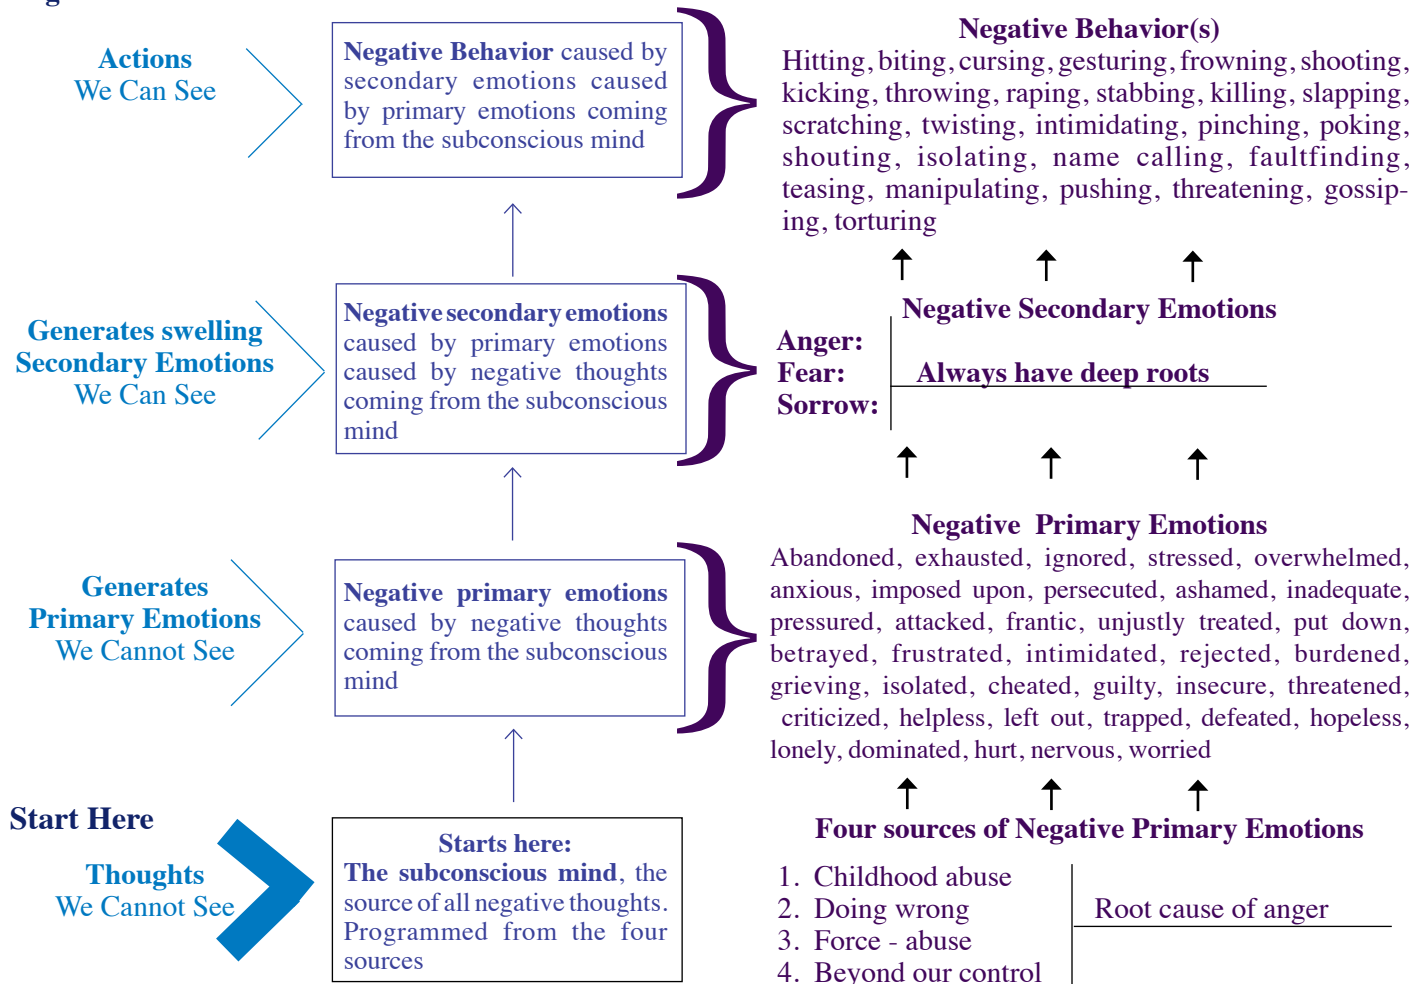 Actions
We Can See
Negative Behavior caused by
secondary emotions caused
by primary emotions coming
from the subconscious mind
Negative Behavior(s)
Hitting, biting, cursing, gesturing, frowning, shooting,
kicking, throwing, raping, stabbing, killing, slapping,
scratching, twisting, intimidating, pinching, poking,
shouting, isolating, name calling, faultfinding,
teasing, manipulating, pushing, threatening, gossip-
ing, torturing
Generates swelling
Secondary Emotions
We Can See
Negative secondary emotions
caused by primary emotions
caused by negative thoughts
coming from the subconscious
mind
Negative Secondary Emotions
Anger:
Fear:
Sorrow:
Always have deep roots
Generates
Primary Emotions
We Cannot See
Negative primary emotions
caused by negative thoughts
coming from the subconscious
mind
Negative Primary Emotions
Abandoned, exhausted, ignored, stressed, overwhelmed,
anxious, imposed upon, persecuted, ashamed, inadequate,
pressured, attacked, frantic, unjustly treated, put down,
betrayed, frustrated, intimidated, rejected, burdened,
grieving, isolated, cheated, guilty, insecure, threatened,
criticized, helpless, left out, trapped, defeated, hopeless,
lonely, dominated, hurt, nervous, worried
Start Here
Thoughts
We Cannot See
Starts here:
The subconscious mind, the
source of all negative thoughts.
Programmed from the four
sources
Four sources of Negative Primary Emotions
1. Childhood abuse
2. Doing wrong
3. Force - abuse
4. Beyond our control
Root cause of anger